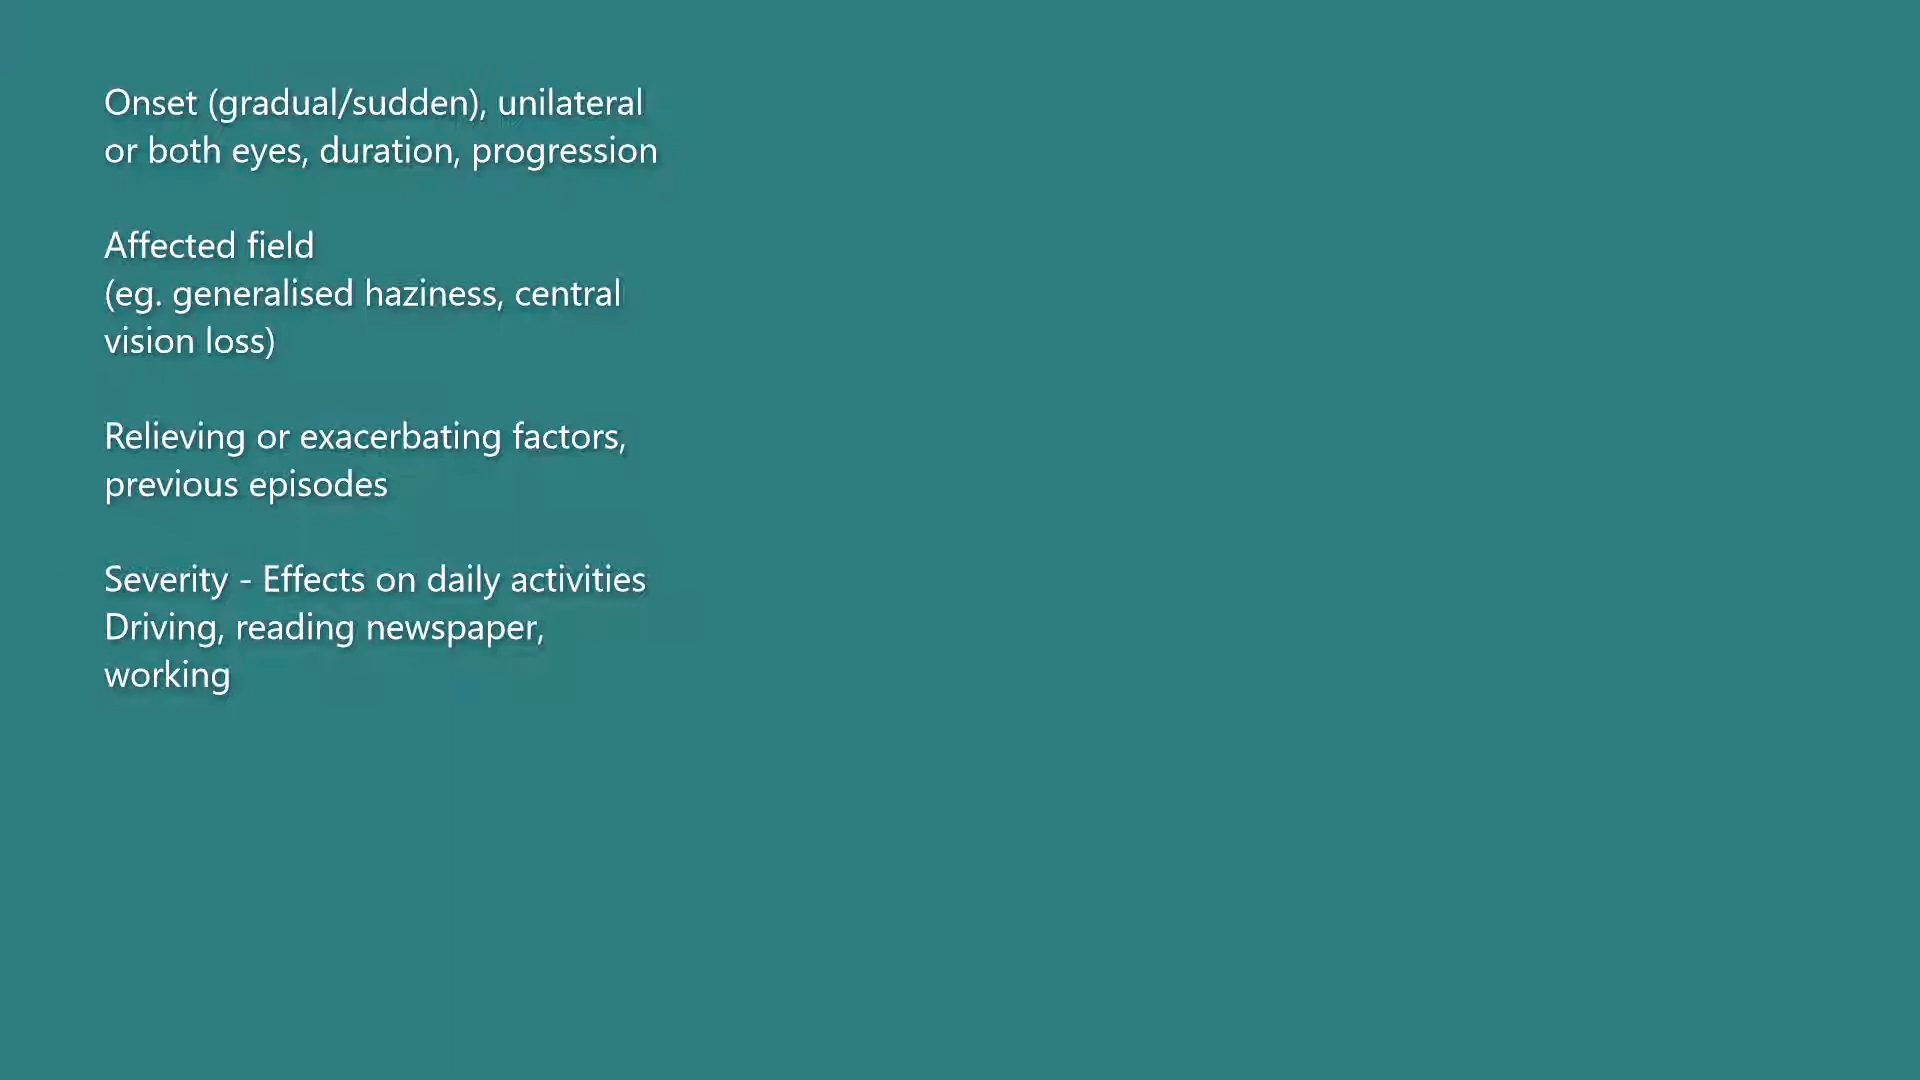 Onset (gradual/sudden), unilateral
or both eyes, duration, progression
Affected field
(eg. generalised haziness, central
vision loss)
Relieving or exacerbating factors,
previous episodes
Severity - Effects on daily activities
Driving, reading newspaper,
working